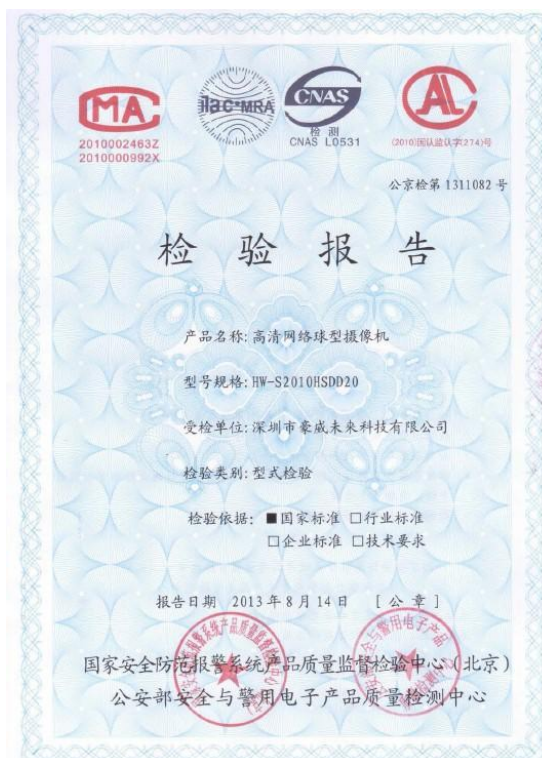 MA
ilac-MRA
CNAS
AL
检 测
CNAS L0531
2010002463Z
2010000992X
(2010)国认监认字(274)号
公京检第 1311082 号
检 验 报 告
产品名称: 高清网络球型摄像机
型号规格: HW-S2010HSDD20
受检单位: 深圳市豪威未来科技有限公司
检验类别: 型式检验
检验依据: ■国家标准 □行业标准
□企业标准 □技术要求
报告日期 2013年8月14日 [ 公 章 ]
国家安全防范报警系统产品质量监督检验中心(北京)
公安部安全与警用电子产品质量检测中心